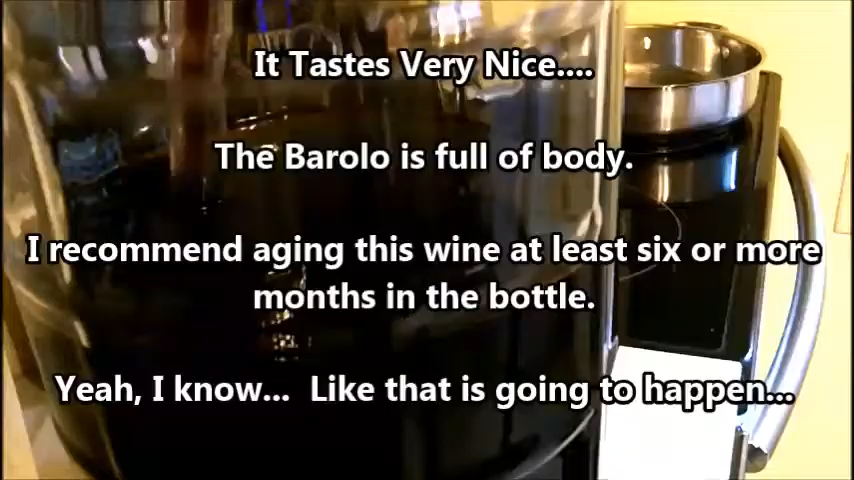 It Tastes Very Nice....
The Barolo is full of body.
I recommend aging this wine at least six or more
months in the bottle.
Yeah, I know...  Like that is going to happen...